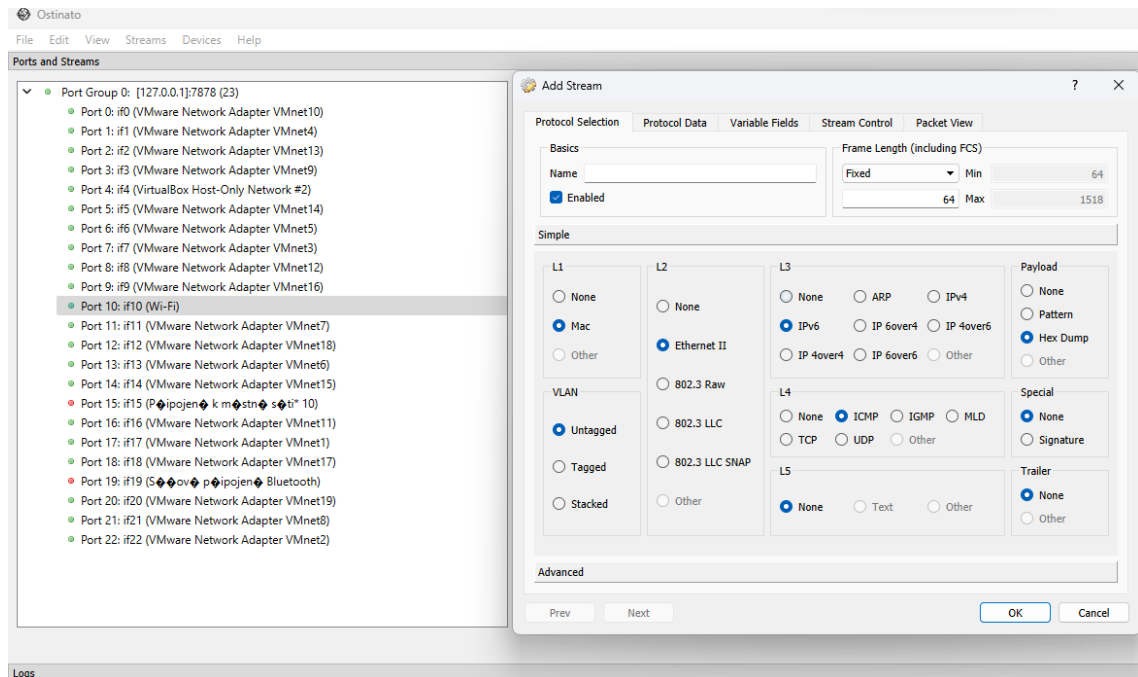 Ostinato
File Edit View Streams Devices Help
Ports and Streams
Port Group 0: [127.0.0.1]:7878 (23)
Port 0: if0 (VMware Network Adapter VMnet10)
Port 1: if1 (VMware Network Adapter VMnet4)
Port 2: if2 (VMware Network Adapter VMnet13)
Port 3: if3 (VMware Network Adapter VMnet9)
Port 4: if4 (VirtualBox Host-Only Network #2)
Port 5: if5 (VMware Network Adapter VMnet14)
Port 6: if6 (VMware Network Adapter VMnet5)
Port 7: if7 (VMware Network Adapter VMnet3)
Port 8: if8 (VMware Network Adapter VMnet12)
Port 9: if9 (VMware Network Adapter VMnet16)
Port 10: if10 (Wi-Fi)
Port 11: if11 (VMware Network Adapter VMnet7)
Port 12: if12 (VMware Network Adapter VMnet18)
Port 13: if13 (VMware Network Adapter VMnet6)
Port 14: if14 (VMware Network Adapter VMnet15)
Port 15: if15 (P�ipojen� k m�stn� s�ti* 10)
Port 16: if16 (VMware Network Adapter VMnet11)
Port 17: if17 (VMware Network Adapter VMnet1)
Port 18: if18 (VMware Network Adapter VMnet17)
Port 19: if19 (S��ov� p�ipojen� Bluetooth)
Port 20: if20 (VMware Network Adapter VMnet19)
Port 21: if21 (VMware Network Adapter VMnet8)
Port 22: if22 (VMware Network Adapter VMnet2)
Add Stream ?
Protocol Selection Protocol Data Variable Fields Stream Control Packet View
Basics
Name
Enabled
Frame Length (including FCS)
Fixed Min 64
64 Max 1518
Simple
L1
None
Mac
Other
VLAN
Untagged
Tagged
Stacked
L2
None
Ethernet II
802.3 Raw
802.3 LLC
802.3 LLC SNAP
Other
L3
None ARP IPv4
IPv6 IP 6over4 IP 4over6
IP 4over4 IP 6over6 Other
L4
None ICMP IGMP MLD
TCP UDP Other
L5
None Text Other
Payload
None
Pattern
Hex Dump
Other
Special
None
Signature
Trailer
None
Other
Advanced
Prev Next OK Cancel
Logs